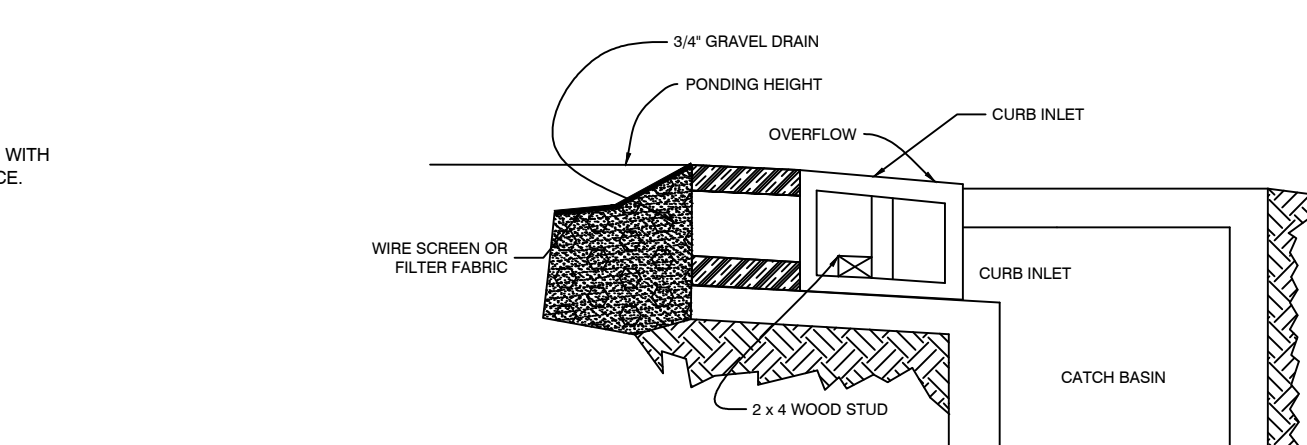 3/4" GRAVEL DRAIN
PONDING HEIGHT
CURB INLET
OVERFLOW
WITH
CE.
WIRE SCREEN OR
FILTER FABRIC
CURB INLET
CATCH BASIN
2 x 4 WOOD STUD